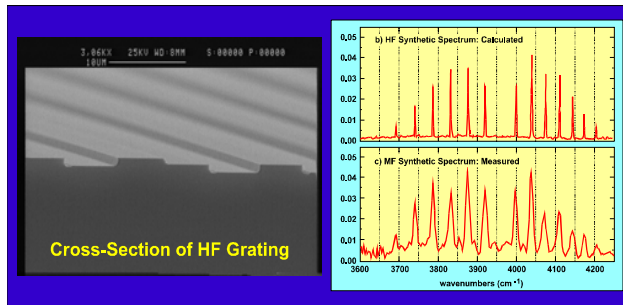 3.06KX 25KV WD:8MM S:00000 P:00000
10UM
Cross-Section of HF Grating
b) HF Synthetic Spectrum: Calculated
0,05
0.04
0.03
0.02
0.01
0.00
c) MF Synthetic Spectrum: Measured
0.05
0.04
0.03
0.02
0.01
0.00
3600 3700 3800 3900 4000 4100 4200
wavenumbers (cm⁻¹)